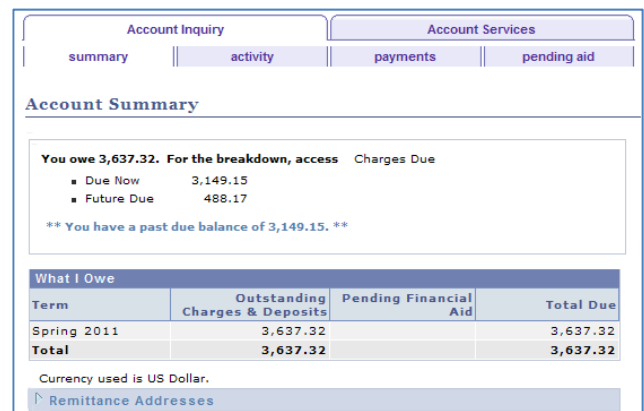 Account Inquiry Account Services
summary activity payments pending aid
Account Summary
You owe 3,637.32. For the breakdown, access Charges Due
Due Now 3,149.15
Future Due 488.17
** You have a past due balance of 3,149.15. **
What I Owe
Term Outstanding Charges & Deposits Pending Financial Aid Total Due
Spring 2011 3,637.32 3,637.32
Total 3,637.32 3,637.32
Currency used is US Dollar.
Remittance Addresses